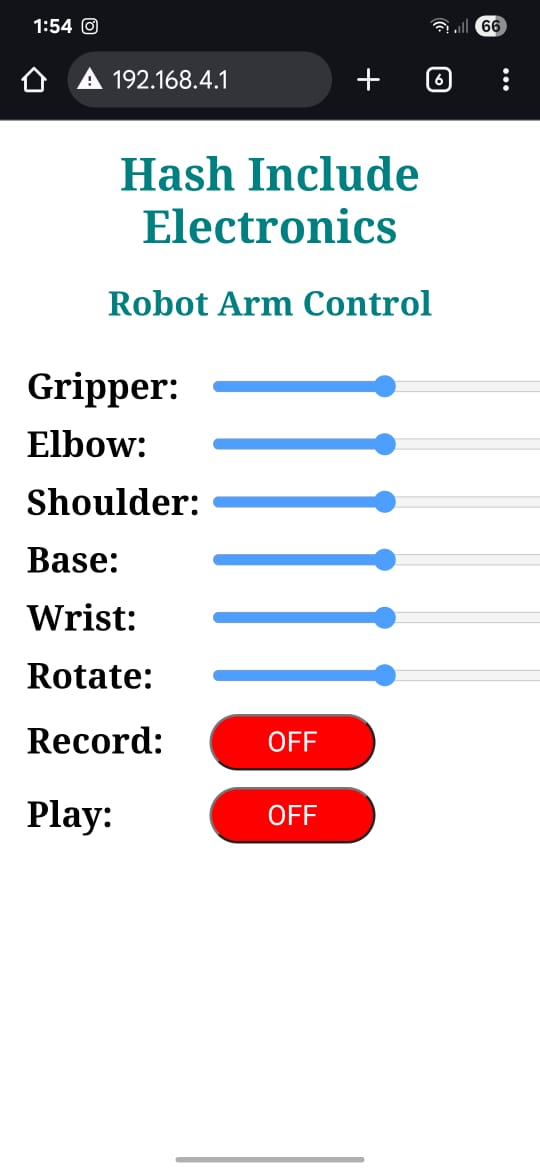 1:54
66
192.168.4.1
6
Hash Include
Electronics
Robot Arm Control
Gripper:
Elbow:
Shoulder:
Base:
Wrist:
Rotate:
Record: OFF
Play: OFF